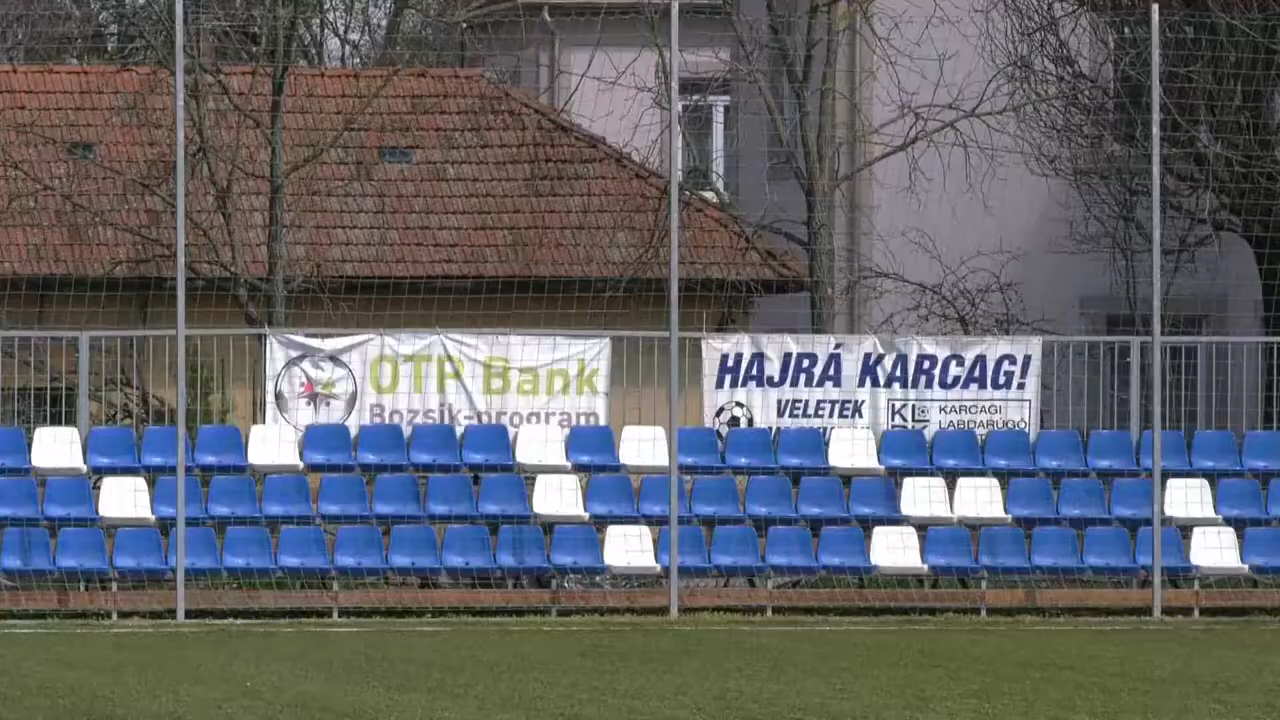 OTP Bank
Bozsik-program
HAJRÁ KARCAG!
VELETEK
KARCAGI
LABDARÚGÓ